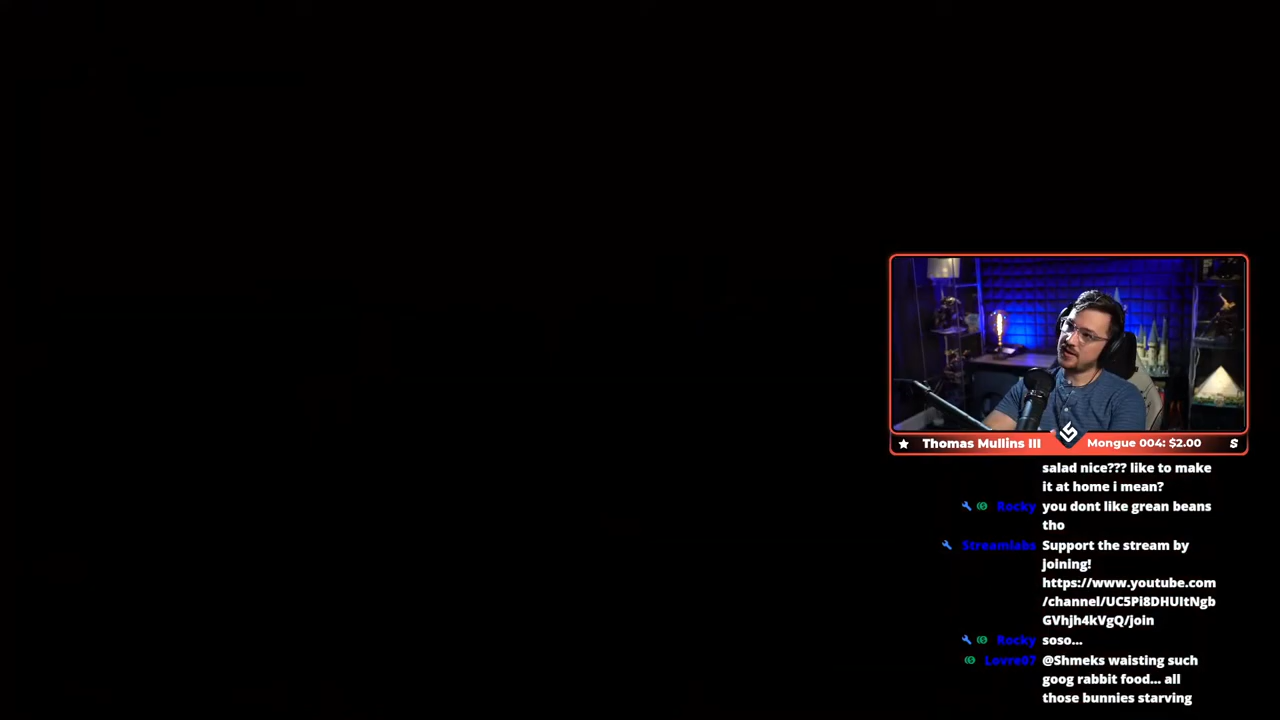 Thomas Mullins III
Mongue 004: $2.00
salad nice??? like to make
it at home i mean?
Rocky you dont like grean beans
tho
Streamlabs Support the stream by
joining!
https://www.youtube.com
/channel/UC5Pi8DHUItNgb
GVhjh4kVgQ/join
Rocky soso...
Lovre07 @Shmeks waisting such
goog rabbit food... all
those bunnies starving